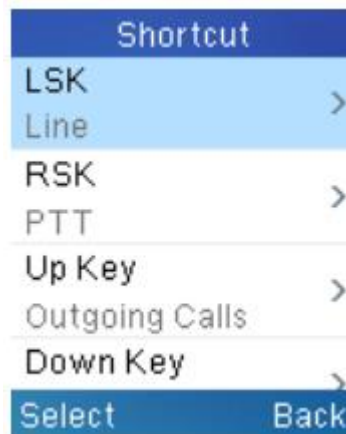 Shortcut
LSK
Line
RSK
PTT
Up Key
Outgoing Calls
Down Key
Select Back